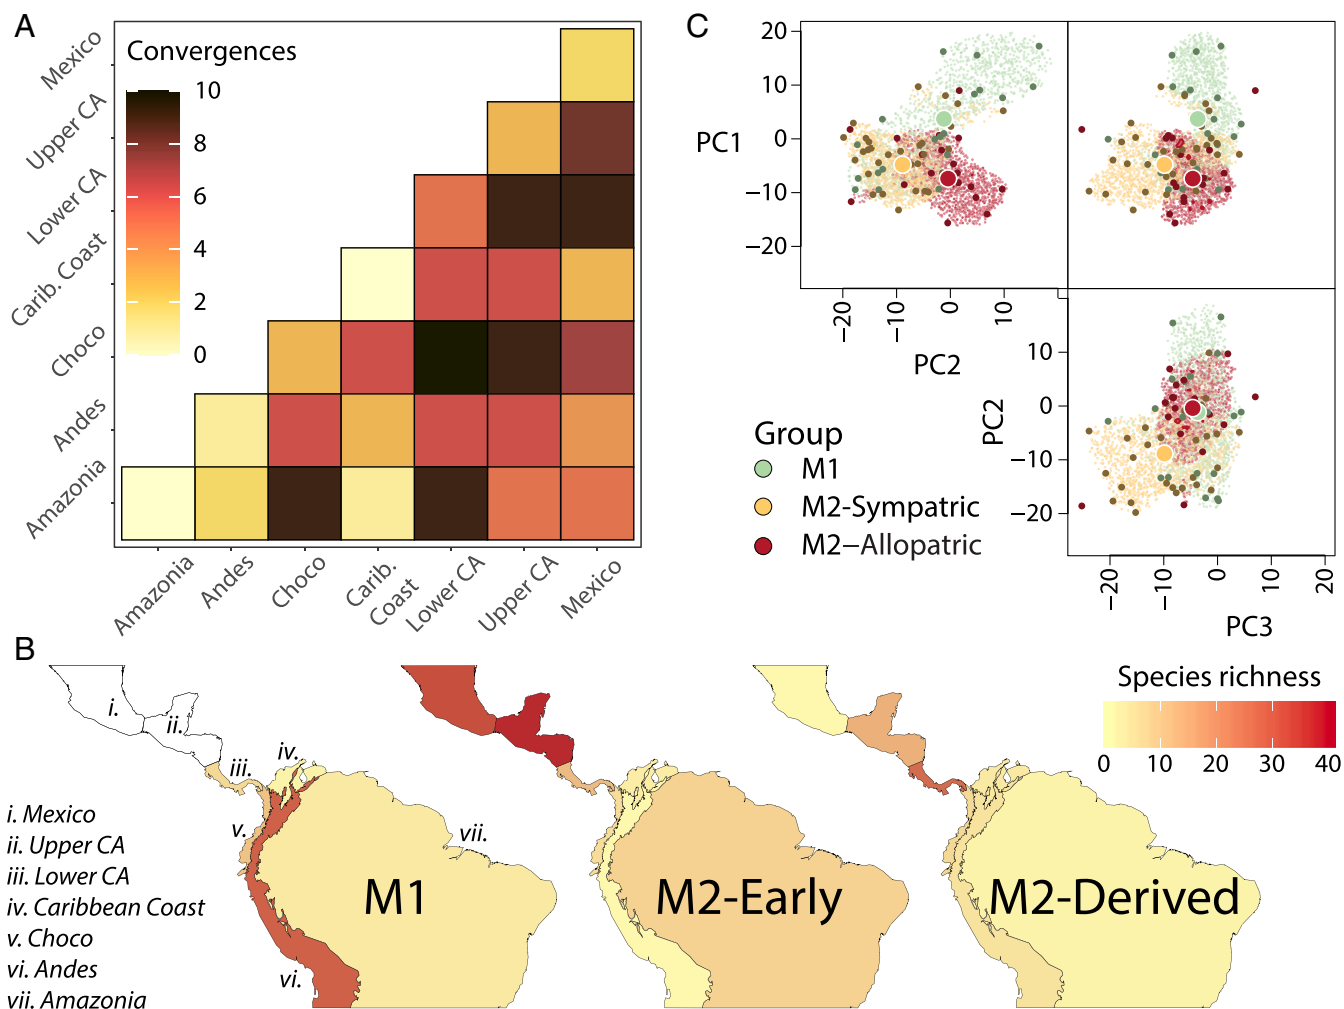 A
Convergences
10
8
6
4
2
0
Mexico
Upper CA
Lower CA
Carib. Coast
Choco
Andes
Amazonia
Amazonia
Andes
Choco
Carib.
Coast
Lower CA
Upper CA
Mexico
C
20
10
0
−10
−20
PC1
−20
−10
0
10
PC2
10
0
−10
−20
PC2
−20
−10
0
10
20
PC3
Group
M1
M2-Sympatric
M2−Allopatric
B
Species richness
0 10 20 30 40
i.
ii.
iii.
iv.
v.
vi.
vii.
i. Mexico
ii. Upper CA
iii. Lower CA
iv. Caribbean Coast
v. Choco
vi. Andes
vii. Amazonia
M1
M2-Early
M2-Derived